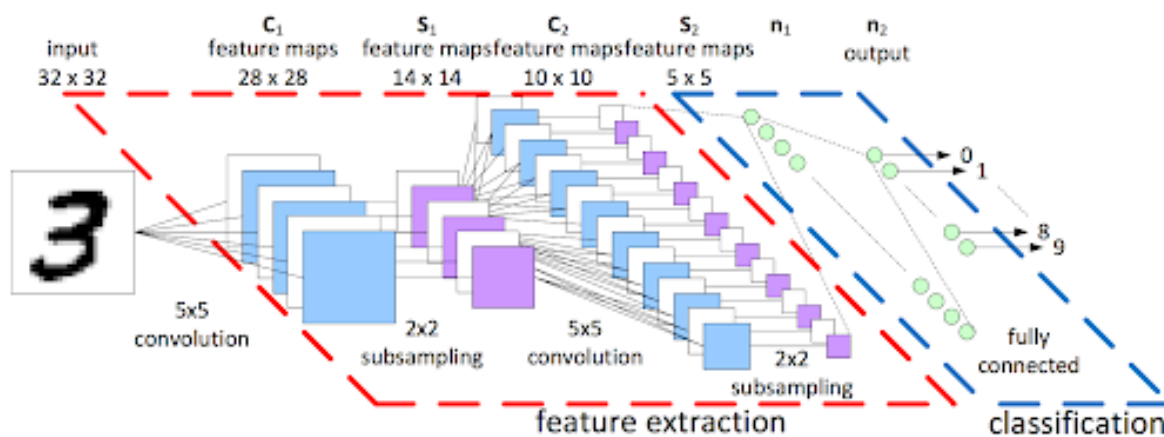 input
32 x 32
C₁
feature maps
28 x 28
S₁
feature maps
14 x 14
C₂
feature maps
10 x 10
S₂
feature maps
5 x 5
n₁
n₂
output
3
0
1
8
9
5x5
convolution
2x2
subsampling
5x5
convolution
2x2
subsampling
fully
connected
feature extraction
classification